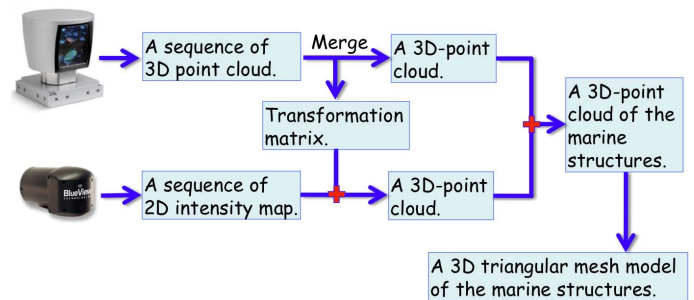 A sequence of
3D point cloud.
Merge
A 3D-point
cloud.
Transformation
matrix.
A 3D-point
cloud of the
marine
structures.
BlueView
TECHNOLOGIES
A sequence of
2D intensity map.
A 3D-point
cloud.
A 3D triangular mesh model
of the marine structures.